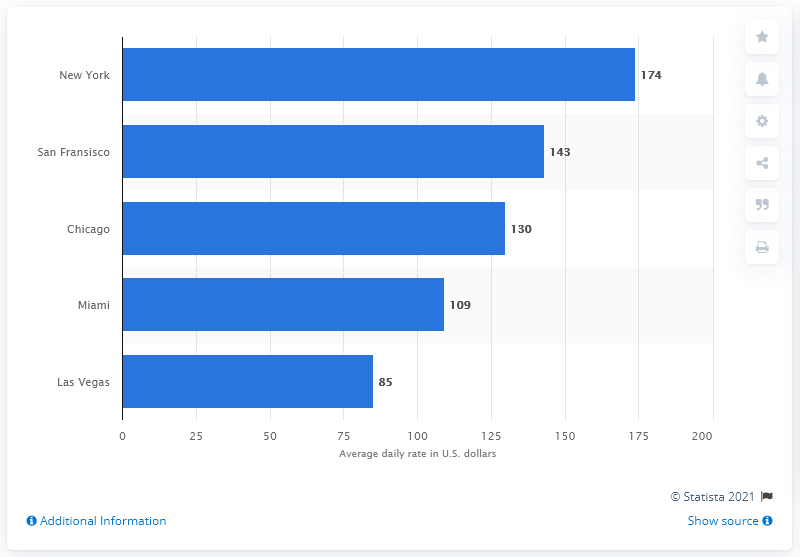 New York 174
San Fransisco 143
Chicago 130
Miami 109
Las Vegas 85
0 25 50 75 100 125 150 175 200
Average daily rate in U.S. dollars
© Statista 2021
Additional Information Show source